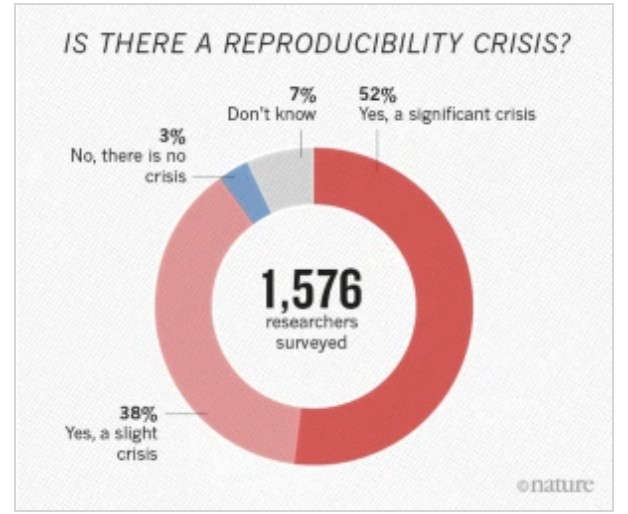 IS THERE A REPRODUCIBILITY CRISIS?
7%
Don't know
52%
Yes, a significant crisis
3%
No, there is no
crisis
1,576
researchers
surveyed
38%
Yes, a slight
crisis
©nature